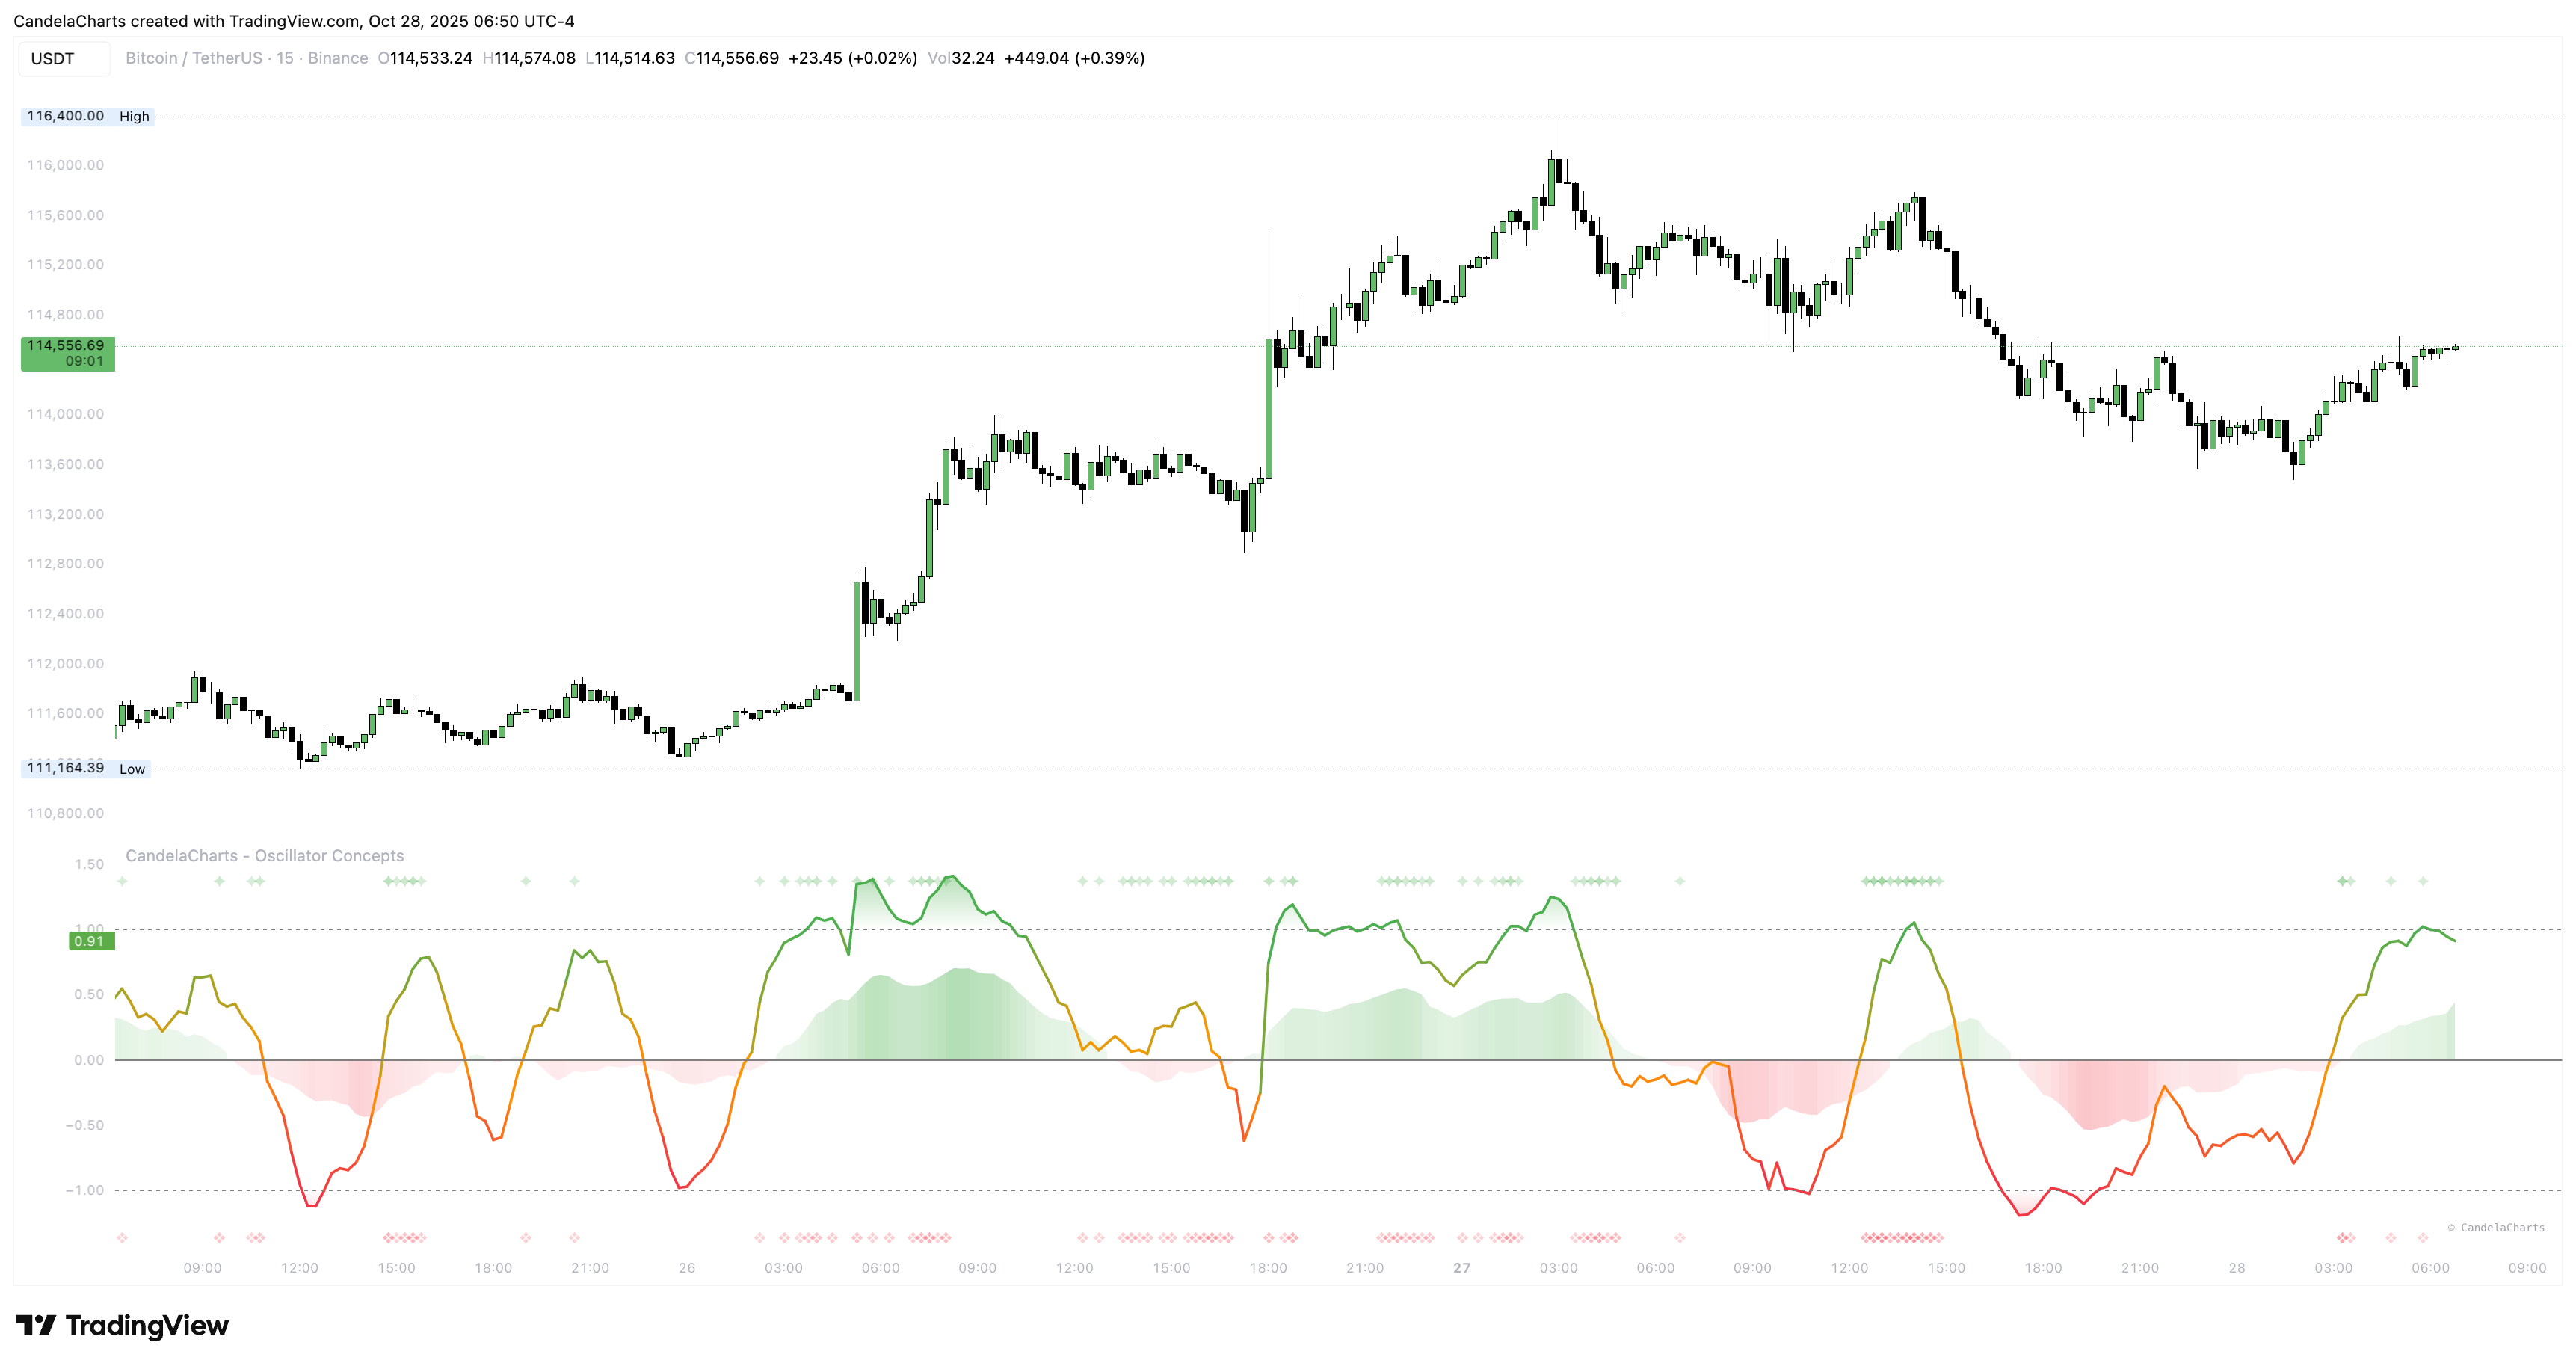 CandelaCharts created with TradingView.com, Oct 28, 2025 06:50 UTC-4
USDT Bitcoin / TetherUS · 15 · Binance O114,533.24 H114,574.08 L114,514.63 C114,556.69 +23.45 (+0.02%) Vol32.24 +449.04 (+0.39%)
116,400.00 High
116,000.00
115,600.00
115,200.00
114,800.00
114,556.69
09:01
114,000.00
113,600.00
113,200.00
112,800.00
112,400.00
112,000.00
111,600.00
111,164.39 Low
110,800.00
CandelaCharts - Oscillator Concepts
1.50
1.00
0.91
0.50
0.00
−0.50
−1.00
© CandelaCharts
09:00 12:00 15:00 18:00 21:00 26 03:00 06:00 09:00 12:00 15:00 18:00 21:00 27 03:00 06:00 09:00 12:00 15:00 18:00 21:00 28 03:00 06:00 09:00
TradingView